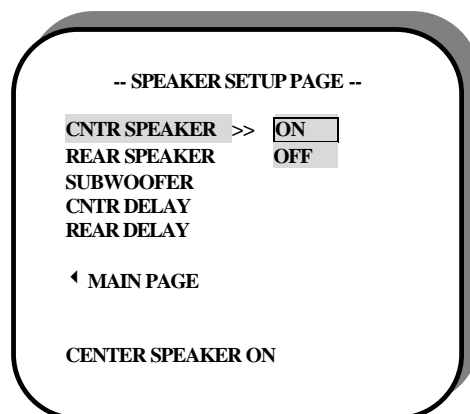 -- SPEAKER SETUP PAGE --
CNTR SPEAKER >> ON
REAR SPEAKER OFF
SUBWOOFER
CNTR DELAY
REAR DELAY
MAIN PAGE
CENTER SPEAKER ON